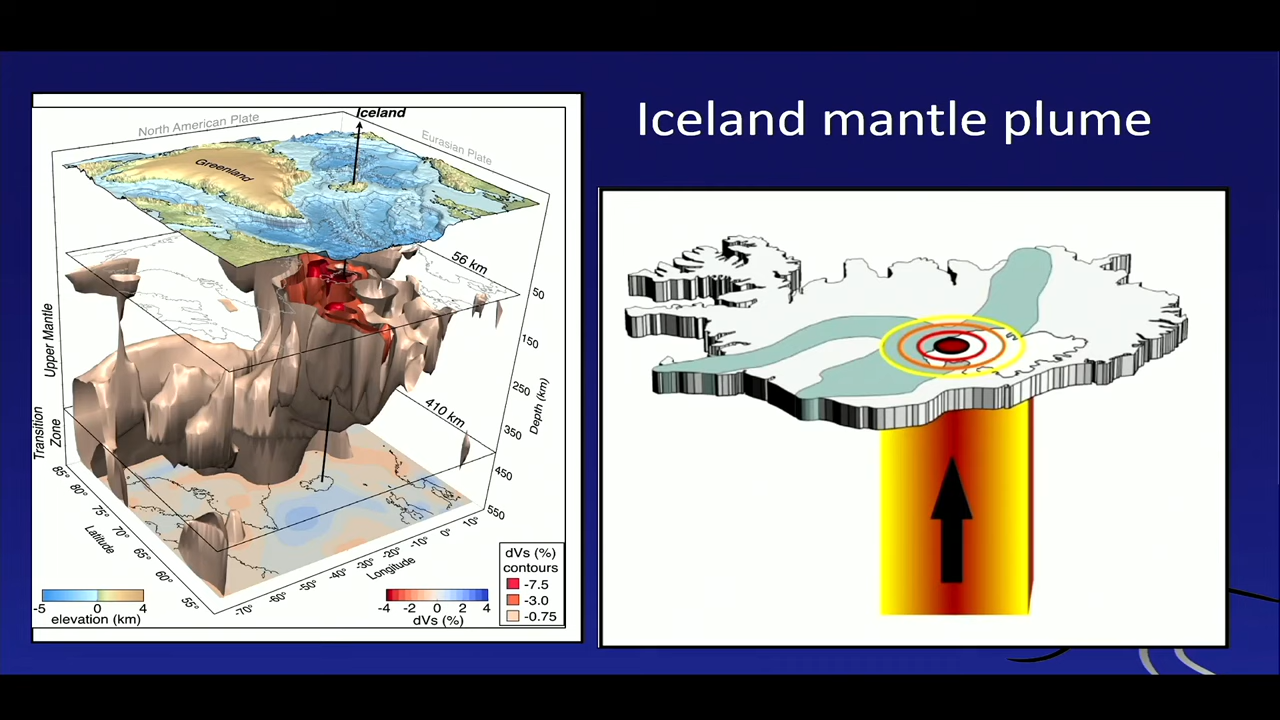 Iceland mantle plume
Iceland
North American Plate
Eurasian Plate
Greenland
56 km
50
150
250
350
450
550
Depth (km)
410 km
Upper Mantle
Transition
Zone
85°
80°
75°
70°
65°
60°
55°
Latitude
-70°
-60°
-50°
-40°
-30°
-20°
-10°
0°
10°
Longitude
-5 0 4
elevation (km)
-4 -2 0 2 4
dVs (%)
dVs (%)
contours
-7.5
-3.0
-0.75